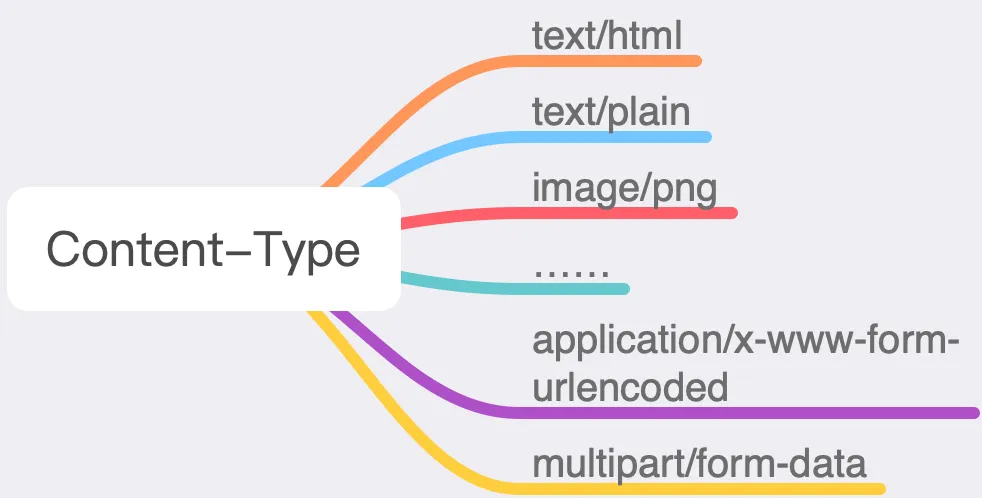 Content-Type
text/html
text/plain
image/png
......
application/x-www-form-
urlencoded
multipart/form-data